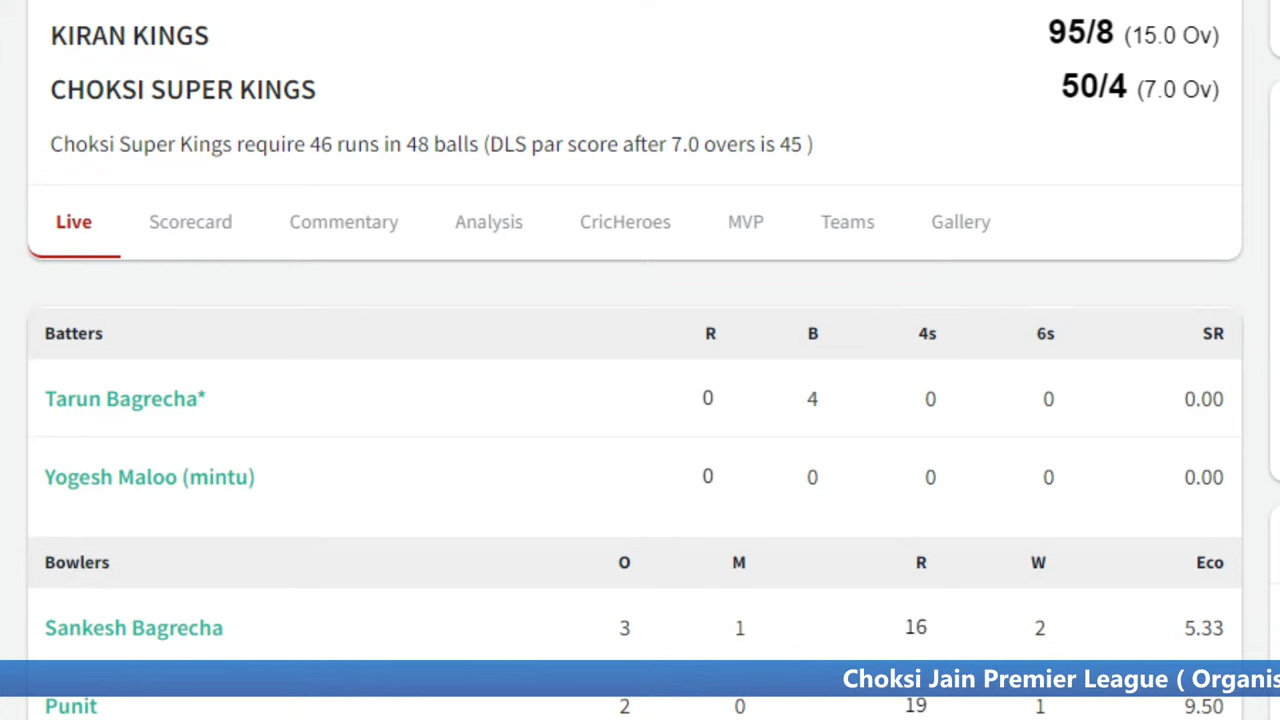 KIRAN KINGS 95/8 (15.0 Ov)
CHOKSI SUPER KINGS 50/4 (7.0 Ov)
Choksi Super Kings require 46 runs in 48 balls (DLS par score after 7.0 overs is 45 )
Live Scorecard Commentary Analysis CricHeroes MVP Teams Gallery
Batters R B 4s 6s SR
Tarun Bagrecha* 0 4 0 0 0.00
Yogesh Maloo (mintu) 0 0 0 0 0.00
Bowlers O M R W Eco
Sankesh Bagrecha 3 1 16 2 5.33
Choksi Jain Premier League ( Organis
Punit 2 0 19 1 9.50